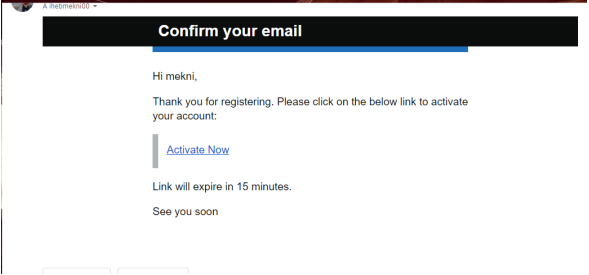 A ihebmekni00
Confirm your email
Hi mekni,
Thank you for registering. Please click on the below link to activate
your account:
Activate Now
Link will expire in 15 minutes.
See you soon